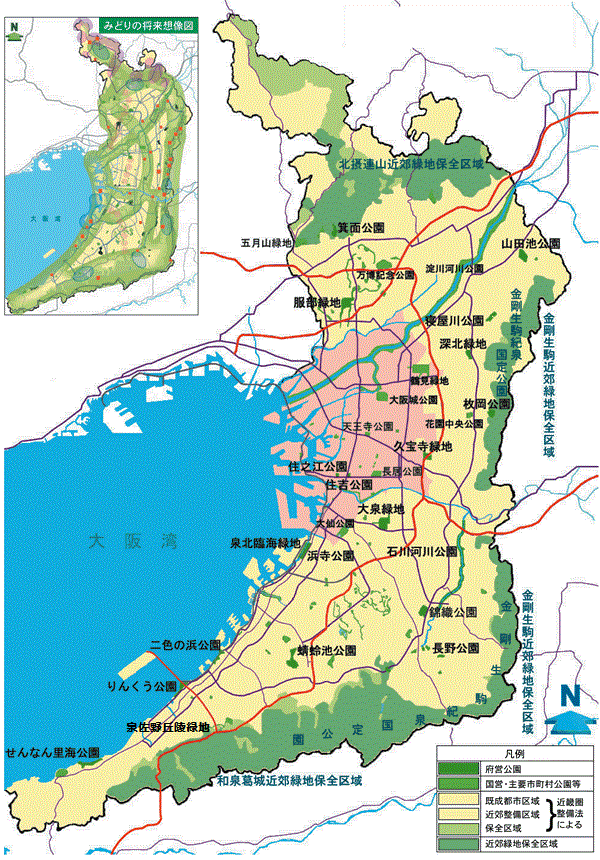 みどりの将来想像図
N
大阪湾
北摂連山近郊緑地保全区域
箕面公園
五月山緑地
山田池公園
万博記念公園
淀川河川公園
服部緑地
寝屋川公園
深北緑地
金剛生駒紀泉
国定公園
金剛生駒近郊緑地保全区域
鶴見緑地
大阪城公園
枚岡公園
天王寺公園
花園中央公園
久宝寺緑地
住之江公園
長居公園
住吉公園
大泉緑地
大仙公園
大阪湾
泉北臨海緑地
浜寺公園
石川河川公園
金剛生駒近郊緑地保全区域
錦織公園
二色の浜公園
蜻蛉池公園
長野公園
りんくう公園
泉佐野丘陵緑地
金剛生駒紀泉国定公園
せんなん里海公園
和泉葛城近郊緑地保全区域
N
凡例
府営公園
国営・主要市町村公園等
既成都市区域
近郊整備区域
保全区域
近畿圏
整備法
による
近郊緑地保全区域